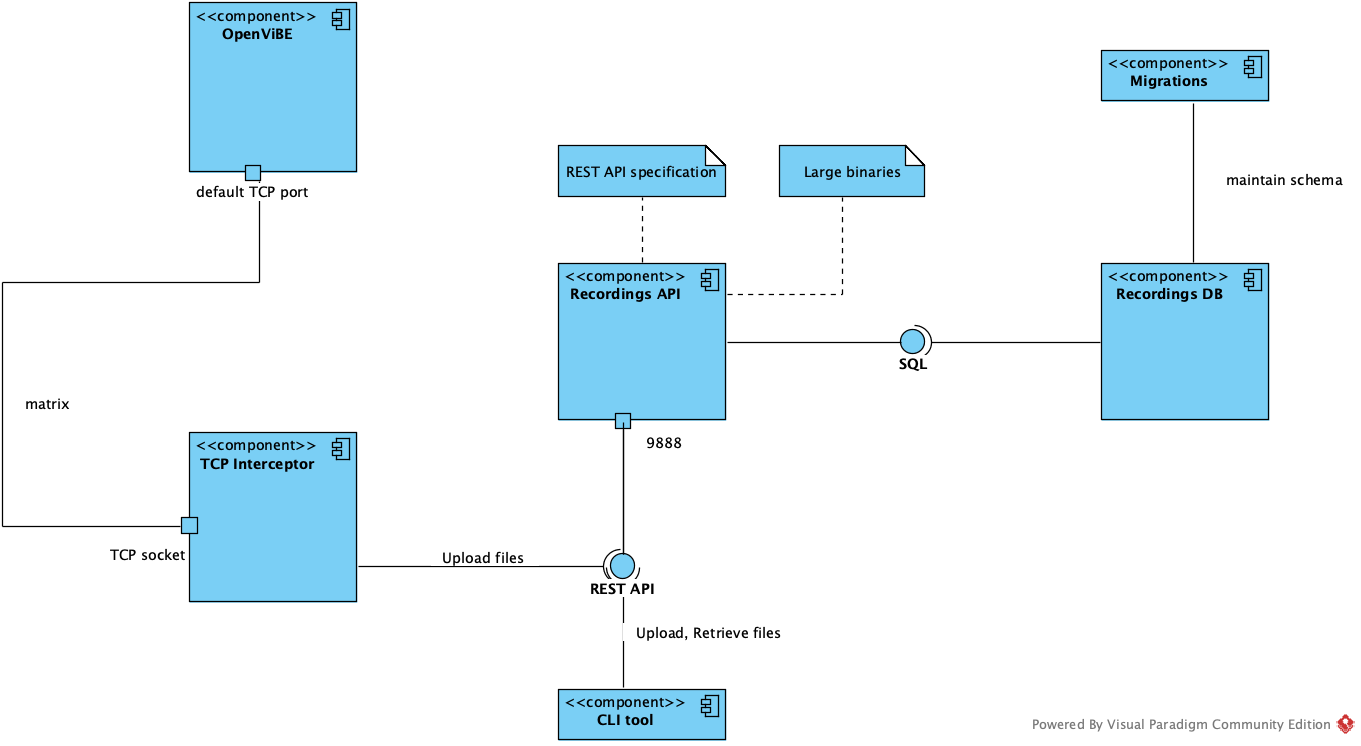 <<component>>
OpenViBE
default TCP port
<<component>>
Migrations
maintain schema
REST API specification
Large binaries
<<component>>
Recordings API
9888
SQL
<<component>>
Recordings DB
matrix
<<component>>
TCP Interceptor
TCP socket
Upload files
REST API
Upload, Retrieve files
<<component>>
CLI tool
Powered By Visual Paradigm Community Edition